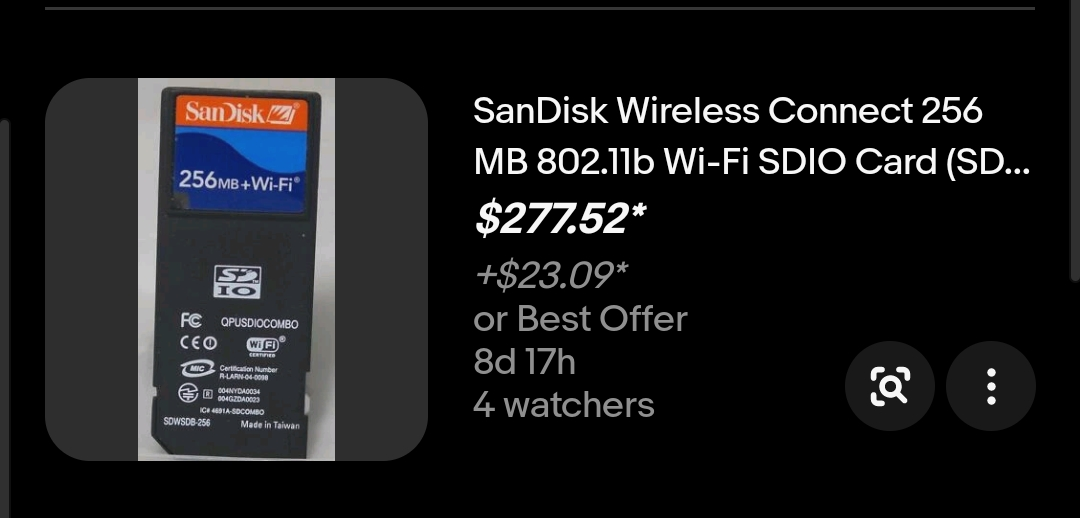 SanDisk
256MB+Wi-Fi®
SD
IO
FC QPUSDIOCOMBO
CE Wi Fi®
CERTIFIED
MIC Certification Number
R-LARN-04-0098
R 004NYDA0034
004GZDA0023
IC# 4691A-SDCOMBO
SDWSDB-256 Made in Taiwan
SanDisk Wireless Connect 256
MB 802.11b Wi-Fi SDIO Card (SD...
$277.52*
+$23.09*
or Best Offer
8d 17h
4 watchers